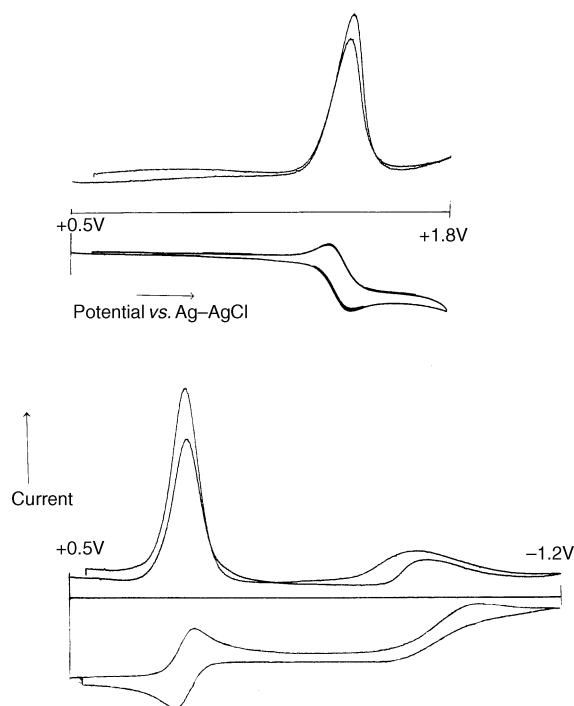 +0.5V
+1.8V
Potential vs. Ag–AgCl
Current
+0.5V
−1.2V